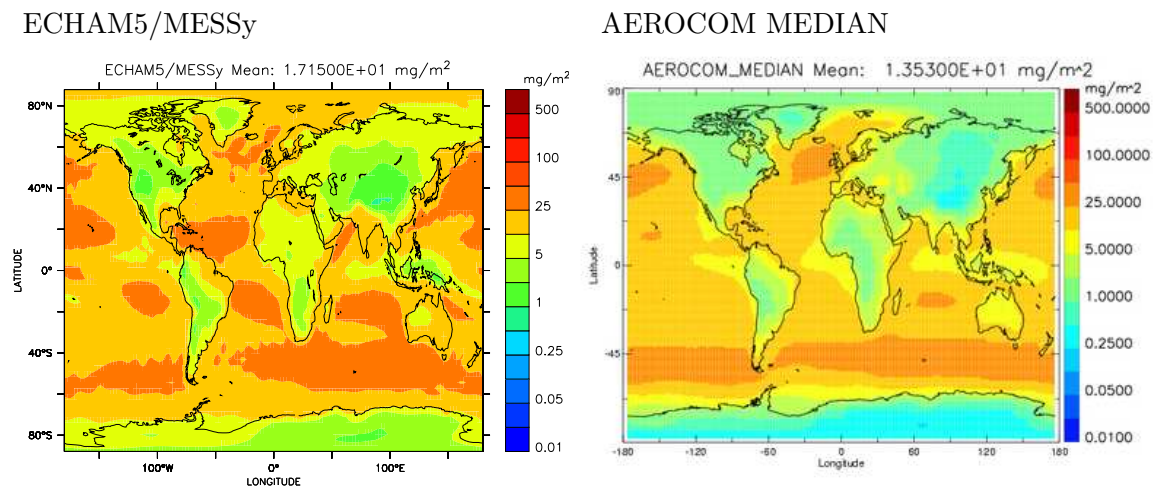 ECHAM5/MESSy
ECHAM5/MESSy Mean: 1.71500E+01 mg/m²
mg/m²
80°N
40°N
0°
40°S
80°S
LATITUDE
100°W
0°
100°E
LONGITUDE
500
100
25
5
1
0.25
0.05
0.01
AEROCOM MEDIAN
AEROCOM_MEDIAN Mean: 1.35300E+01 mg/m^2
mg/m^2
90
45
0
-45
Latitude
-180
-120
-60
0
60
120
180
Longitude
500.0000
100.0000
25.0000
5.0000
1.0000
0.2500
0.0500
0.0100